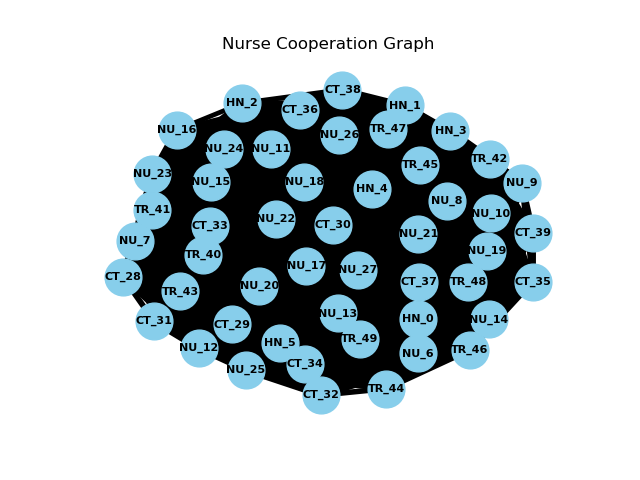 Nurse Cooperation Graph
CT_38
HN_2
HN_1
CT_36
NU_16
TR_47
HN_3
NU_26
NU_24
NU_11
TR_42
TR_45
NU_23
NU_15
NU_18
NU_9
HN_4
NU_8
TR_41
NU_10
NU_22
CT_33
CT_30
NU_21
CT_39
NU_7
NU_19
TR_40
NU_17
NU_27
CT_28
CT_37
TR_48
CT_35
NU_20
TR_43
NU_13
HN_0
NU_14
CT_31
CT_29
TR_49
HN_5
NU_12
NU_6
TR_46
CT_34
NU_25
TR_44
CT_32